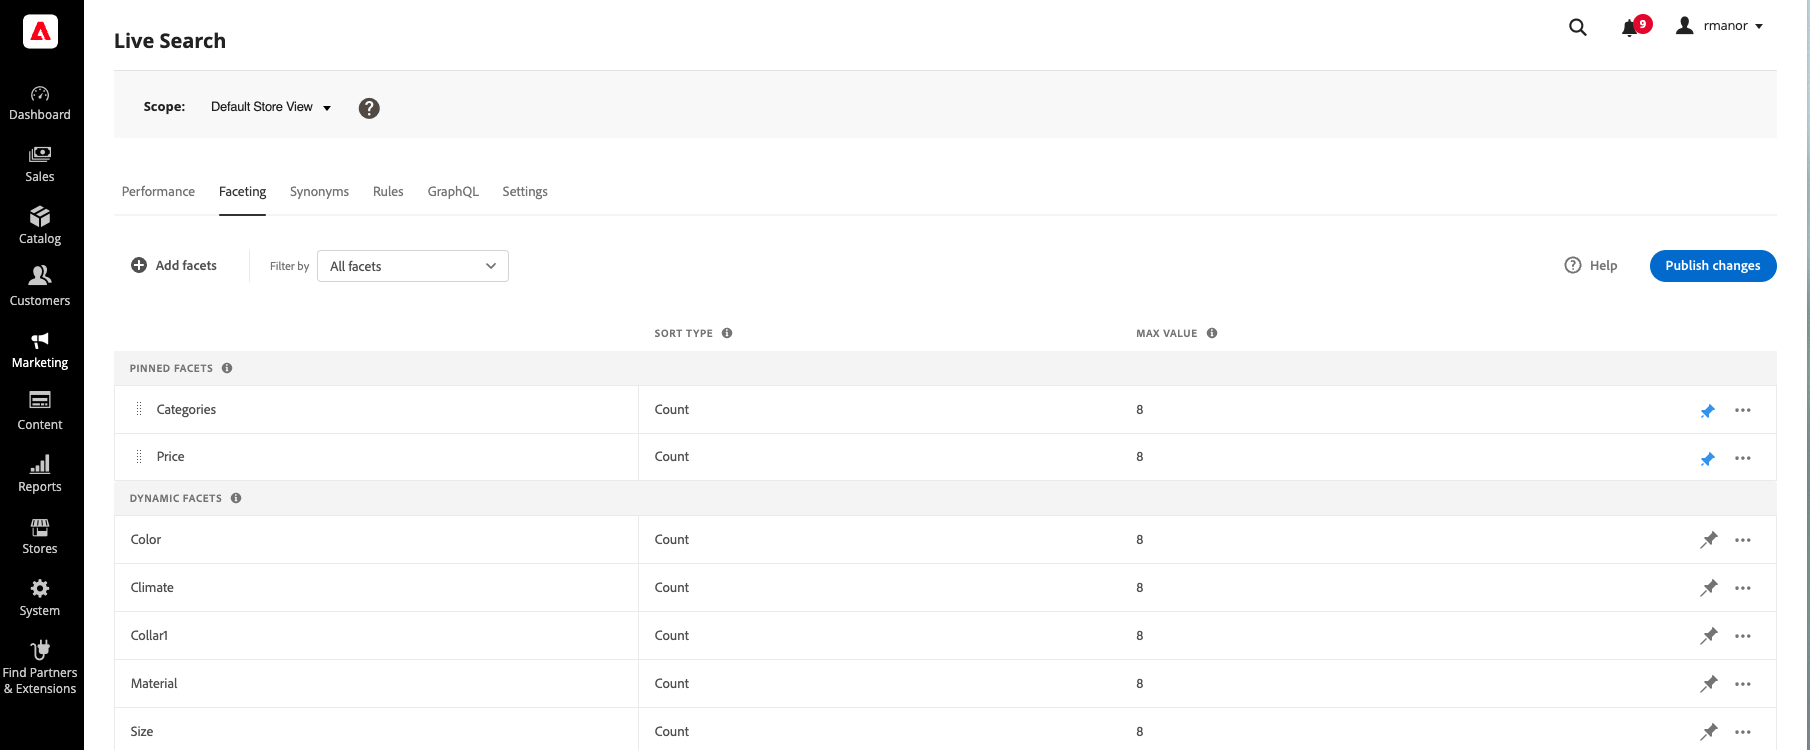 Live Search
9
rmanor
Scope: Default Store View ?
Dashboard
Sales
Catalog
Customers
Marketing
Content
Reports
Stores
System
Find Partners
& Extensions
Performance Faceting Synonyms Rules GraphQL Settings
Add facets Filter by All facets ? Help Publish changes
SORT TYPE MAX VALUE
PINNED FACETS
Categories Count 8
Price Count 8
DYNAMIC FACETS
Color Count 8
Climate Count 8
Collar1 Count 8
Material Count 8
Size Count 8